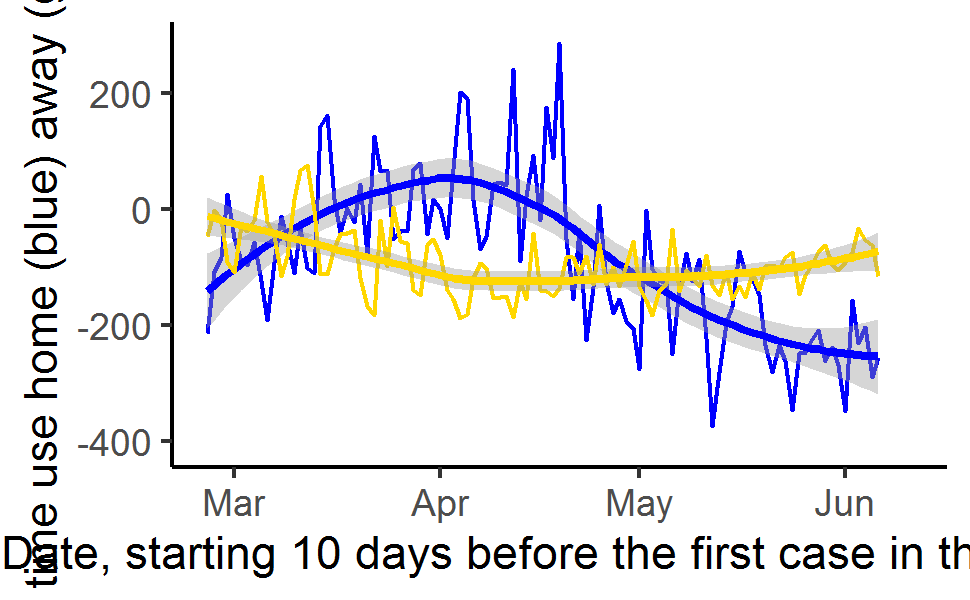 time use home (blue) away (g
200
0
-200
-400
Mar Apr May Jun
Date, starting 10 days before the first case in th